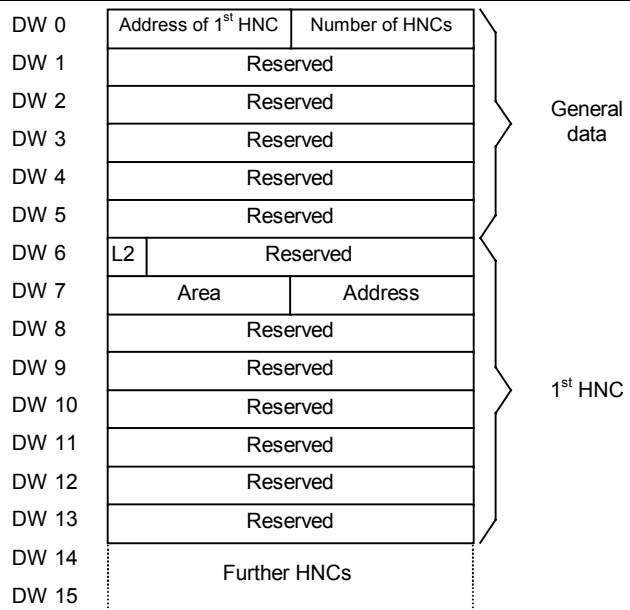 DW 0 Address of 1st HNC Number of HNCs
DW 1 Reserved
DW 2 Reserved
DW 3 Reserved
General data
DW 4 Reserved
DW 5 Reserved
DW 6 L2 Reserved
DW 7 Area Address
DW 8 Reserved
DW 9 Reserved
1st HNC
DW 10 Reserved
DW 11 Reserved
DW 12 Reserved
DW 13 Reserved
DW 14
Further HNCs
DW 15